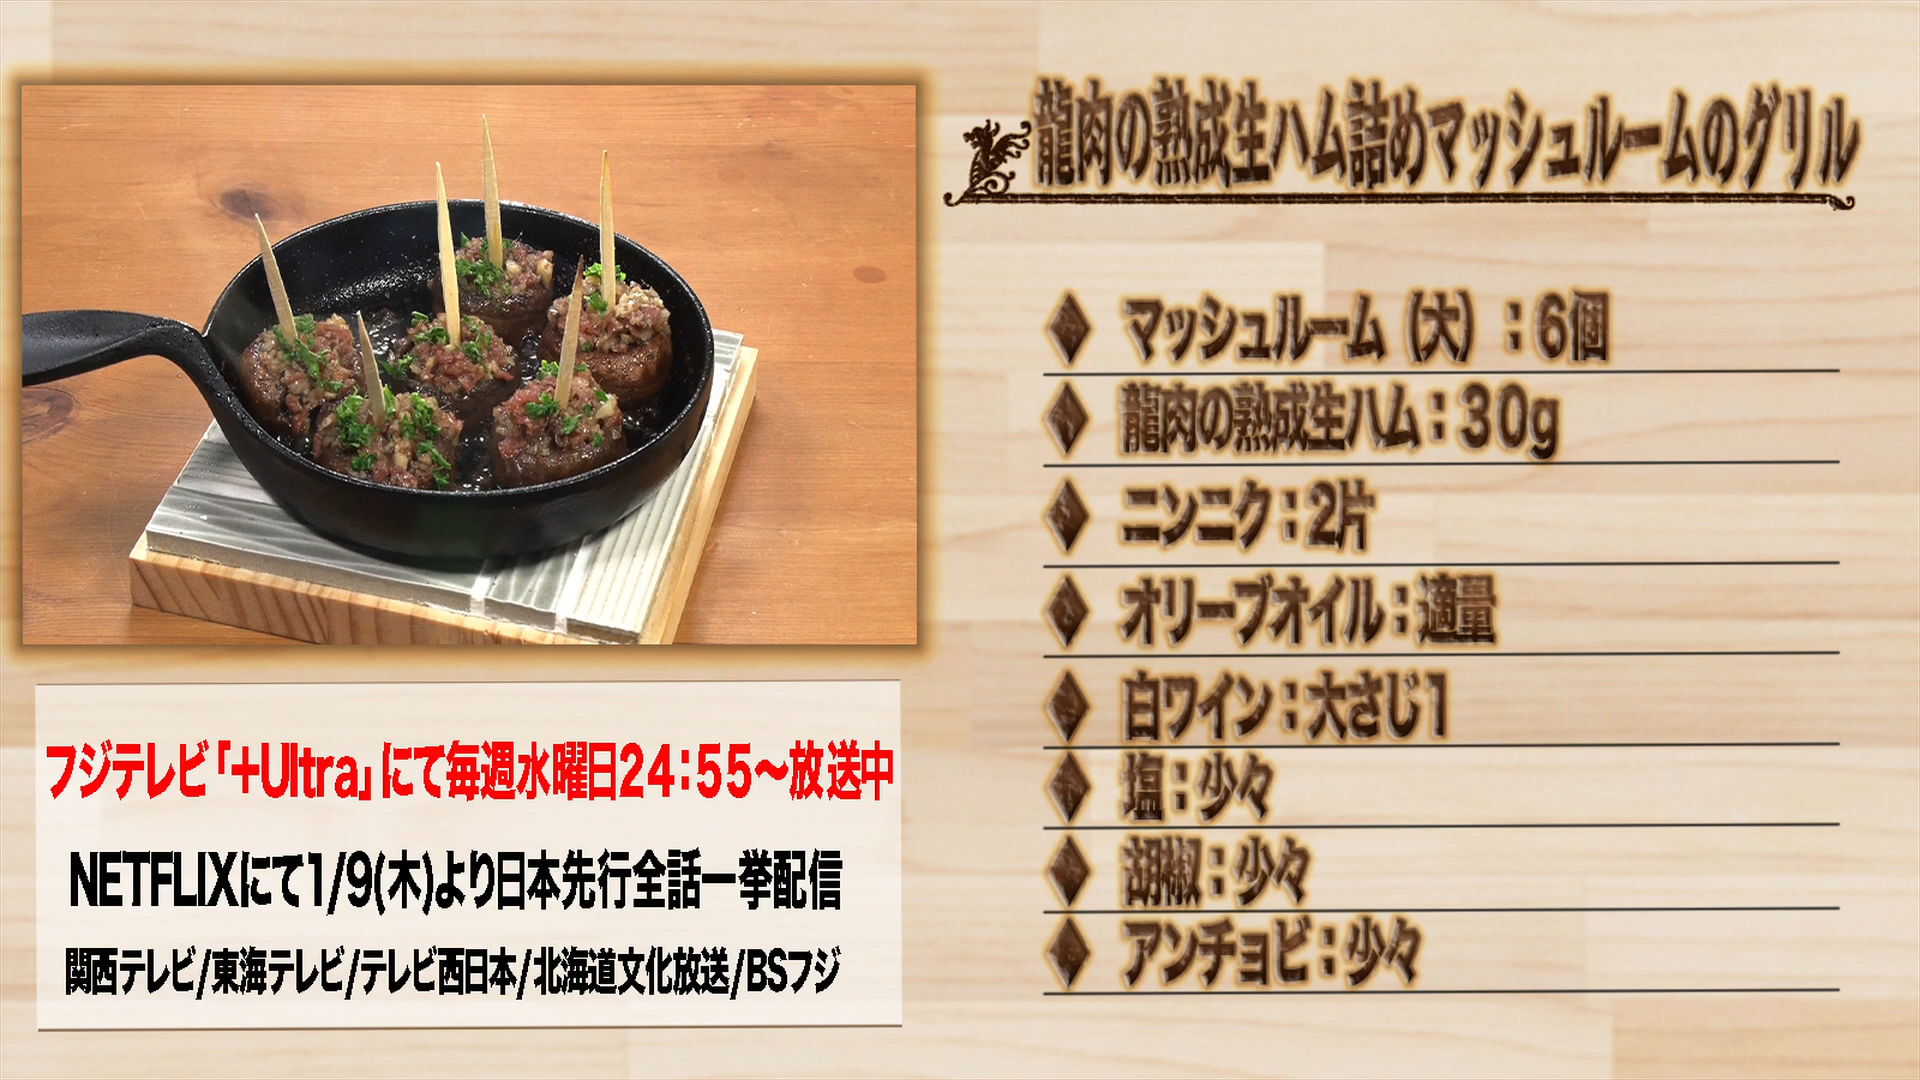 龍肉の熟成生ハム詰めマッシュルームのグリル
マッシュルーム（大）：6個
龍肉の熟成生ハム：30g
ニンニク：2片
オリーブオイル：適量
白ワイン：大さじ1
塩：少々
胡椒：少々
アンチョビ：少々
フジテレビ「+Ultra」にて毎週水曜日24：55〜放送中
NETFLIXにて1/9(木)より日本先行全話一挙配信
関西テレビ/東海テレビ/テレビ西日本/北海道文化放送/BSフジ